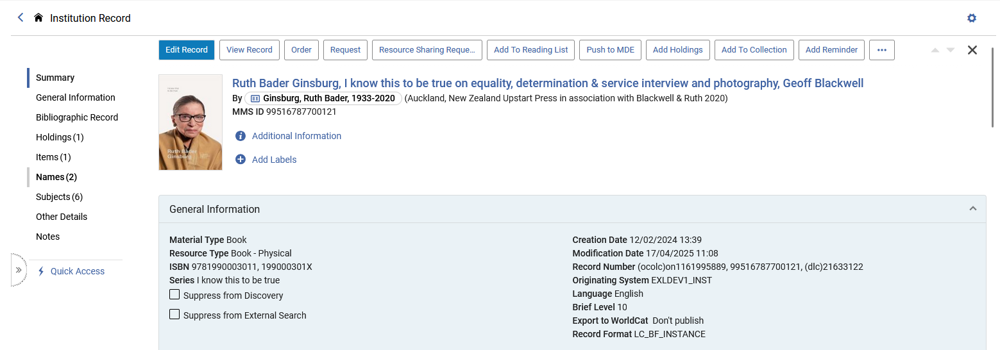 Institution Record
Edit Record View Record Order Request Resource Sharing Reque... Add To Reading List Push to MDE Add Holdings Add To Collection Add Reminder ...
Summary
General Information
Bibliographic Record
Holdings (1)
Items (1)
Names (2)
Subjects (6)
Other Details
Notes
Quick Access
Ruth Bader Ginsburg, I know this to be true on equality, determination & service interview and photography, Geoff Blackwell
By Ginsburg, Ruth Bader, 1933-2020 (Auckland, New Zealand Upstart Press in association with Blackwell & Ruth 2020)
MMS ID 99516787700121
Ruth Bader
Ginsburg
Additional Information
Add Labels
General Information
Material Type Book
Resource Type Book - Physical
ISBN 9781990003011, 199000301X
Series I know this to be true
Suppress from Discovery
Suppress from External Search
Creation Date 12/02/2024 13:39
Modification Date 17/04/2025 11:08
Record Number (ocolc)on1161995889, 99516787700121, (dlc)21633122
Originating System EXLDEV1_INST
Language English
Brief Level 10
Export to WorldCat Don't publish
Record Format LC_BF_INSTANCE